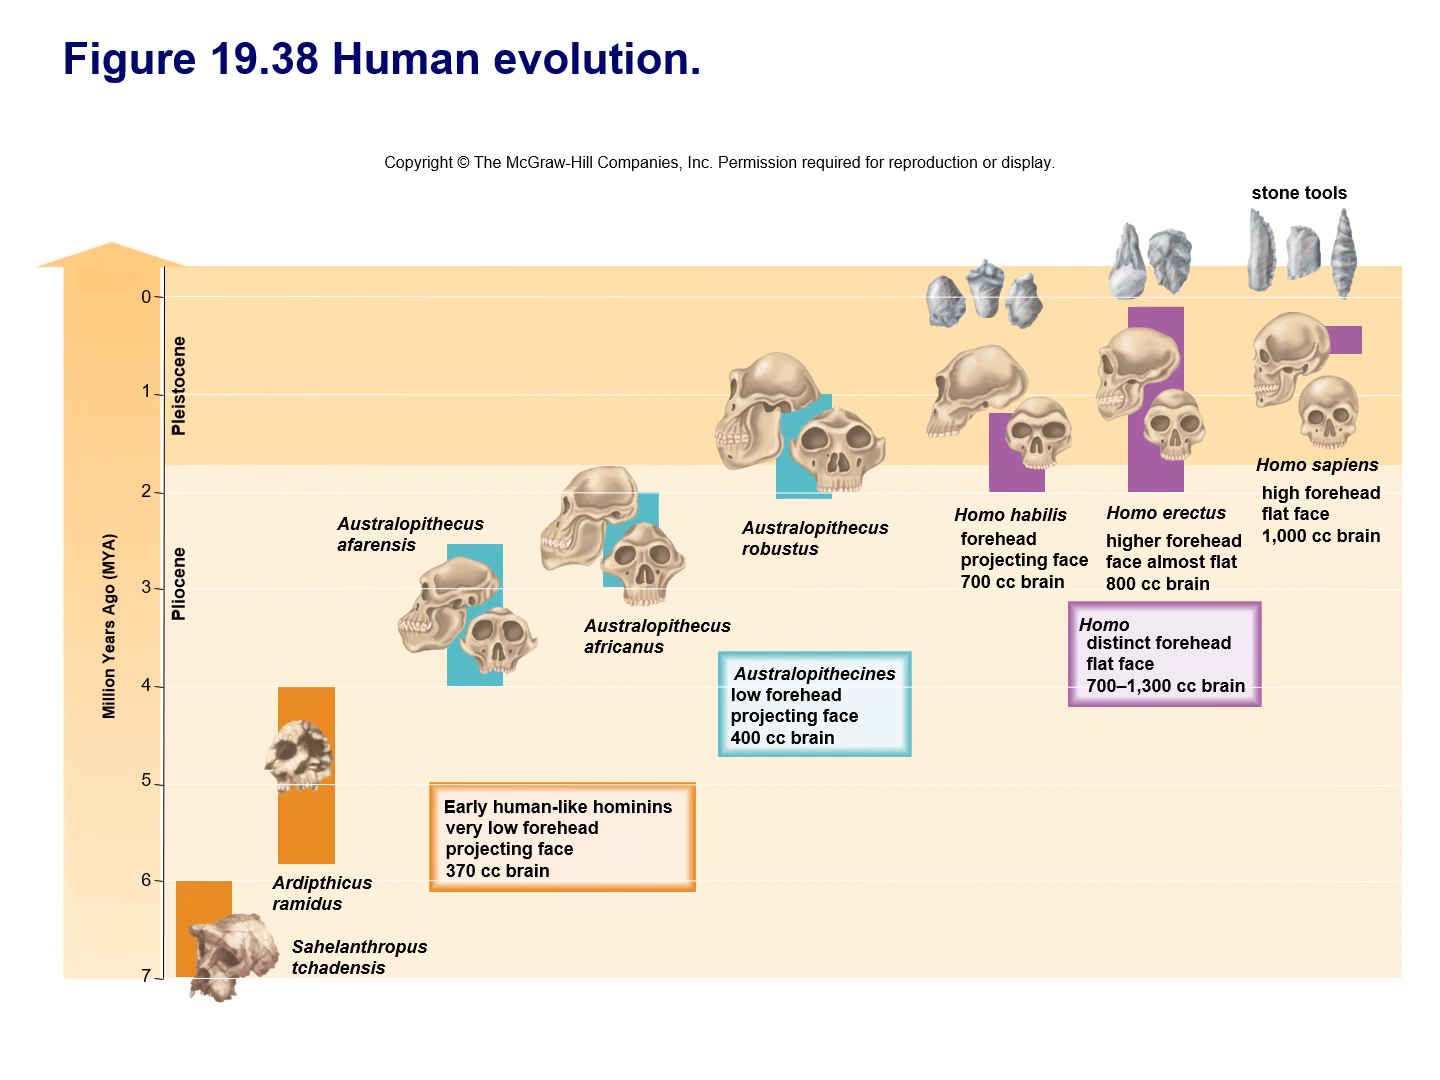 Figure 19.38 Human evolution.
Copyright © The McGraw-Hill Companies, Inc. Permission required for reproduction or display.
stone tools
Million Years Ago (MYA)
Pleistocene
Pliocene
0
1
2
3
4
5
6
7
Sahelanthropus
tchadensis
Ardipthicus
ramidus
Early human-like hominins
very low forehead
projecting face
370 cc brain
Australopithecus
afarensis
Australopithecus
africanus
Australopithecus
robustus
Australopithecines
low forehead
projecting face
400 cc brain
Homo habilis
forehead
projecting face
700 cc brain
Homo erectus
higher forehead
face almost flat
800 cc brain
Homo sapiens
high forehead
flat face
1,000 cc brain
Homo
distinct forehead
flat face
700–1,300 cc brain